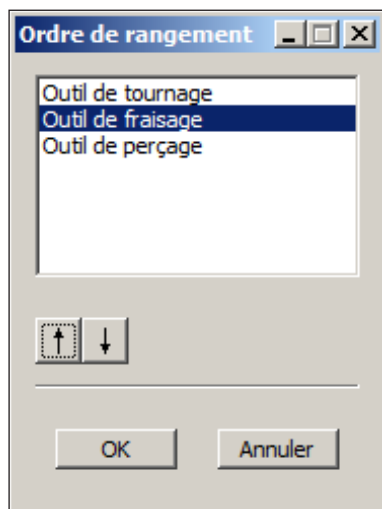 Ordre de rangement
Outil de tournage
Outil de fraisage
Outil de perçage
OK Annuler